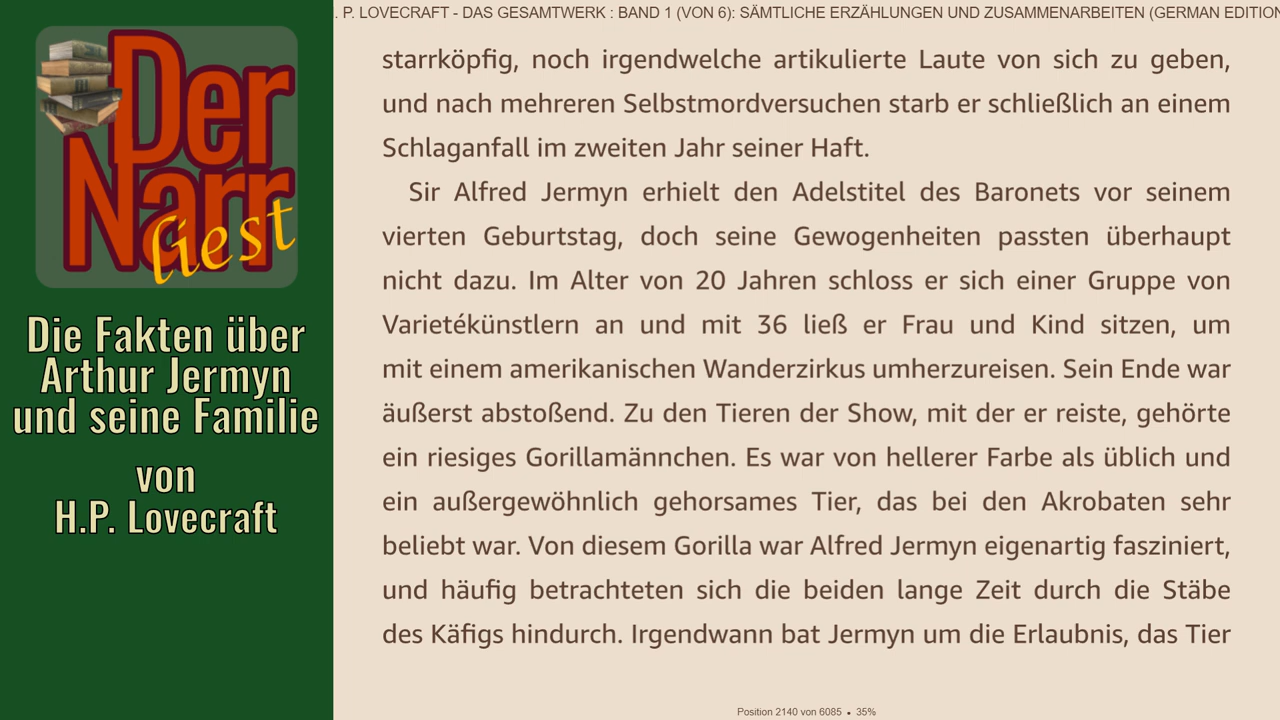 Der
Narr
liest
Die Fakten über
Arthur Jermyn
und seine Familie
von
H.P. Lovecraft
. P. LOVECRAFT - DAS GESAMTWERK : BAND 1 (VON 6): SÄMTLICHE ERZÄHLUNGEN UND ZUSAMMENARBEITEN (GERMAN EDITION
starrköpfig, noch irgendwelche artikulierte Laute von sich zu geben,
und nach mehreren Selbstmordversuchen starb er schließlich an einem
Schlaganfall im zweiten Jahr seiner Haft.
Sir Alfred Jermyn erhielt den Adelstitel des Baronets vor seinem
vierten Geburtstag, doch seine Gewogenheiten passten überhaupt
nicht dazu. Im Alter von 20 Jahren schloss er sich einer Gruppe von
Varietékünstlern an und mit 36 ließ er Frau und Kind sitzen, um
mit einem amerikanischen Wanderzirkus umherzureisen. Sein Ende war
äußerst abstoßend. Zu den Tieren der Show, mit der er reiste, gehörte
ein riesiges Gorillamännchen. Es war von hellerer Farbe als üblich und
ein außergewöhnlich gehorsames Tier, das bei den Akrobaten sehr
beliebt war. Von diesem Gorilla war Alfred Jermyn eigenartig fasziniert,
und häufig betrachteten sich die beiden lange Zeit durch die Stäbe
des Käfigs hindurch. Irgendwann bat Jermyn um die Erlaubnis, das Tier
Position 2140 von 6085 • 35%